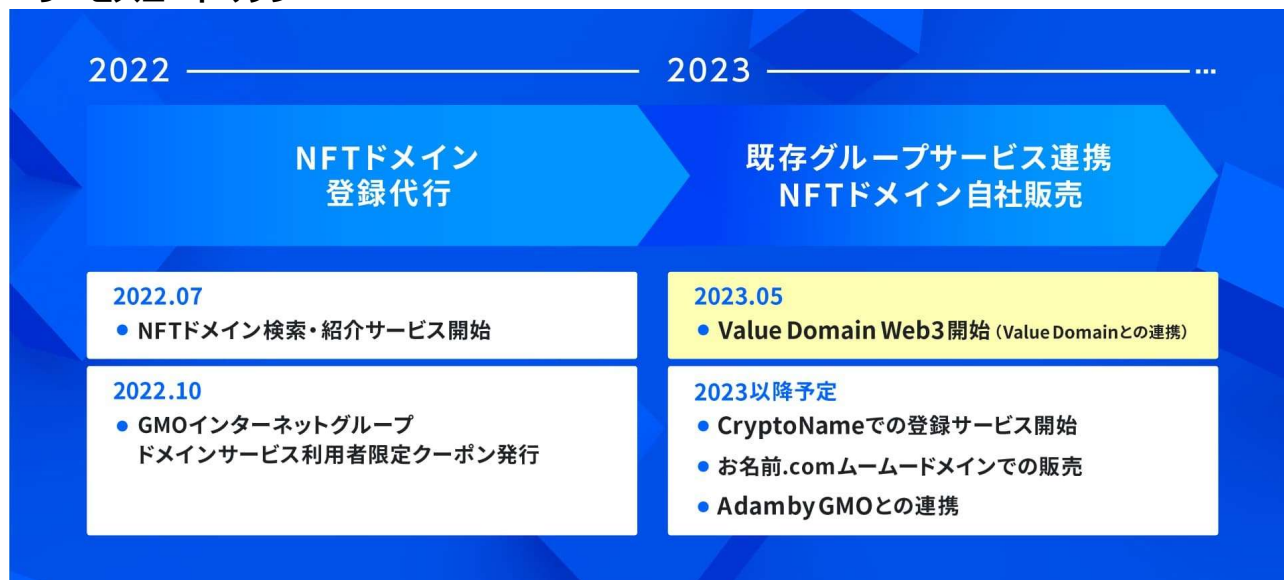 2022
2023
NFTドメイン
登録代行
既存グループサービス連携
NFTドメイン自社販売
2022.07
● NFTドメイン検索・紹介サービス開始
2022.10
● GMOインターネットグループ
ドメインサービス利用者限定クーポン発行
2023.05
● Value Domain Web3開始(Value Domainとの連携)
2023以降予定
● CryptoNameでの登録サービス開始
● お名前.comムームードメインでの販売
● AdambyGMOとの連携